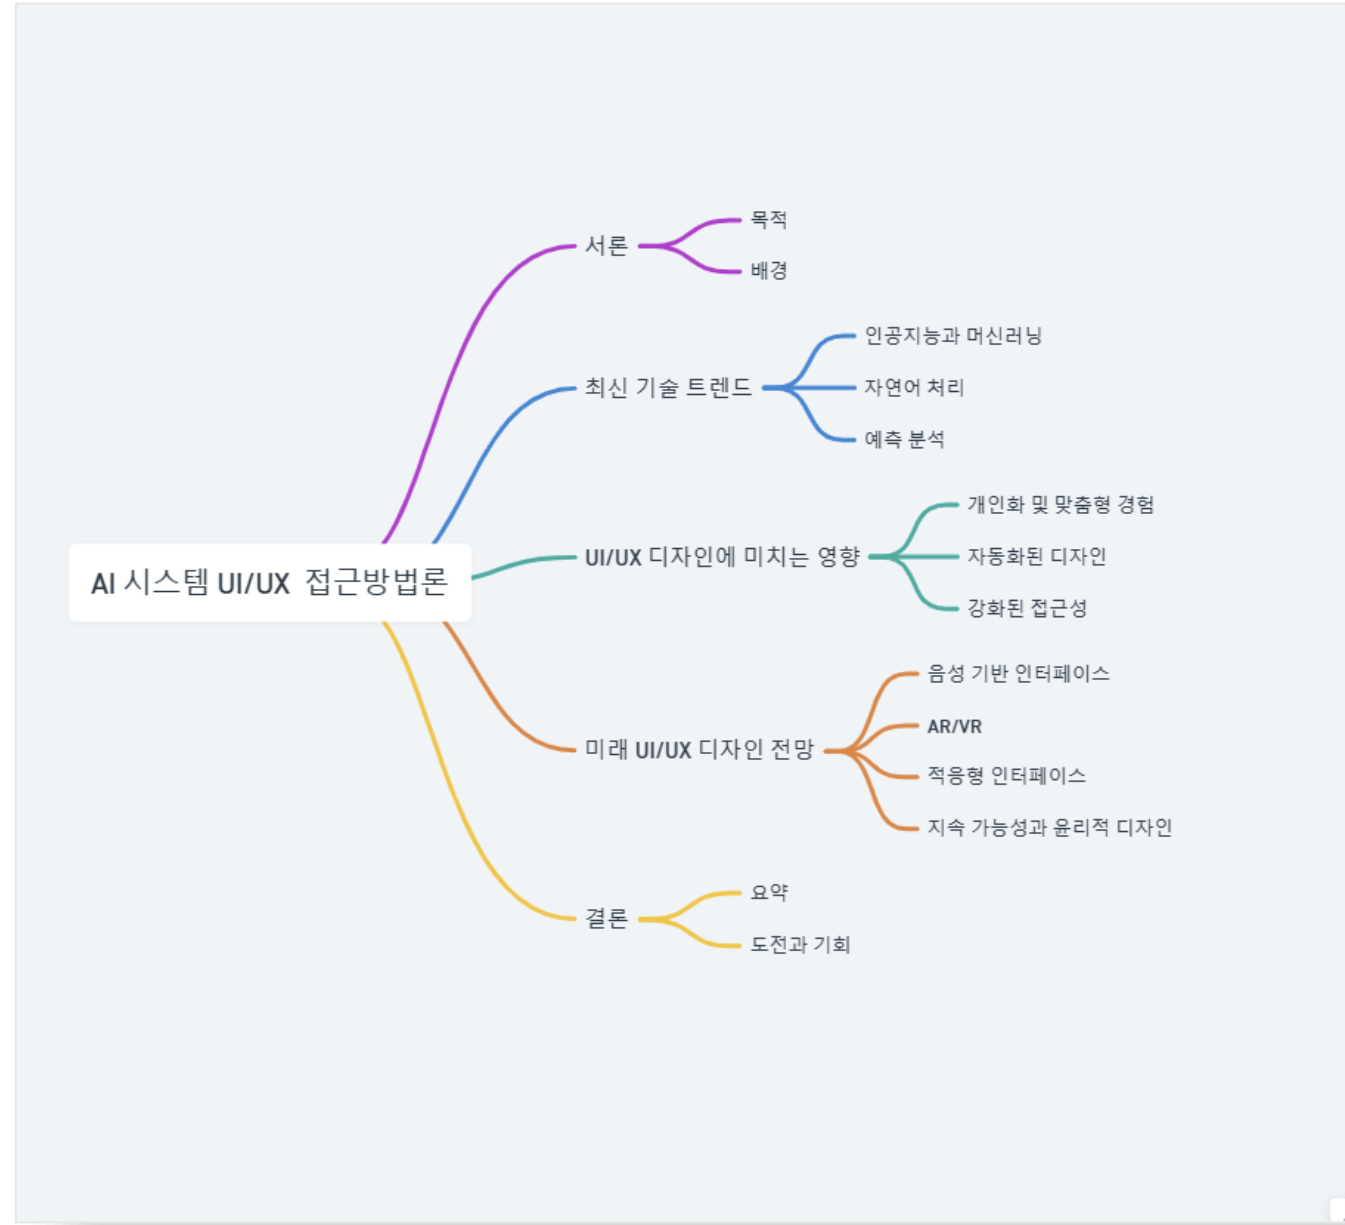 AI 시스템 UI/UX 접근방법론
서론
목적
배경
최신 기술 트렌드
인공지능과 머신러닝
자연어 처리
예측 분석
UI/UX 디자인에 미치는 영향
개인화 및 맞춤형 경험
자동화된 디자인
강화된 접근성
미래 UI/UX 디자인 전망
음성 기반 인터페이스
AR/VR
적응형 인터페이스
지속 가능성과 윤리적 디자인
결론
요약
도전과 기회